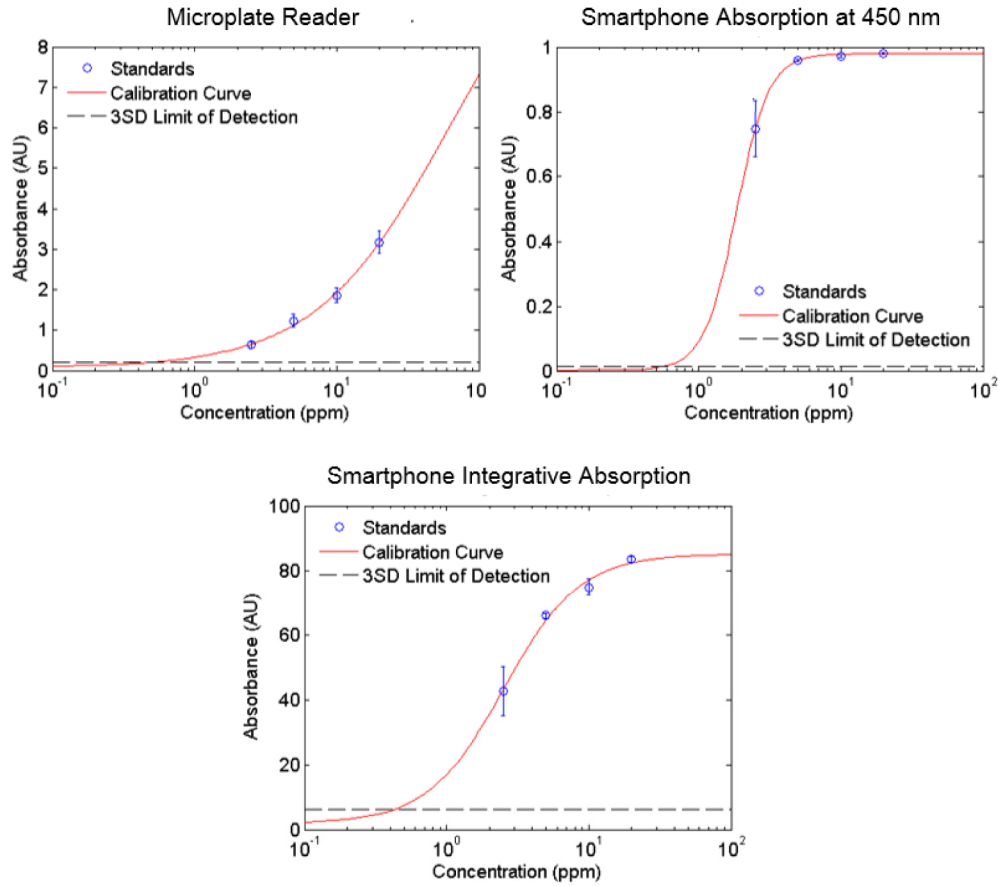 Microplate Reader
8
7
6
5
4
3
2
1
0
Absorbance (AU)
Standards
Calibration Curve
3SD Limit of Detection
10-1
100
101
10
Concentration (ppm)
Smartphone Absorption at 450 nm
1
0.8
0.6
0.4
0.2
0
Absorbance (AU)
Standards
Calibration Curve
3SD Limit of Detection
10-1
100
101
102
Concentration (ppm)
Smartphone Integrative Absorption
100
80
60
40
20
0
Absorbance (AU)
Standards
Calibration Curve
3SD Limit of Detection
10-1
100
101
102
Concentration (ppm)